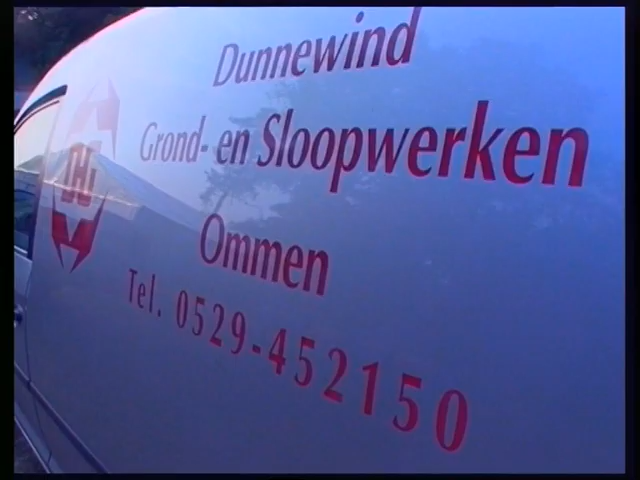 Dunnewind
Grond- en Sloopwerken
Ommen
Tel. 0529-452150